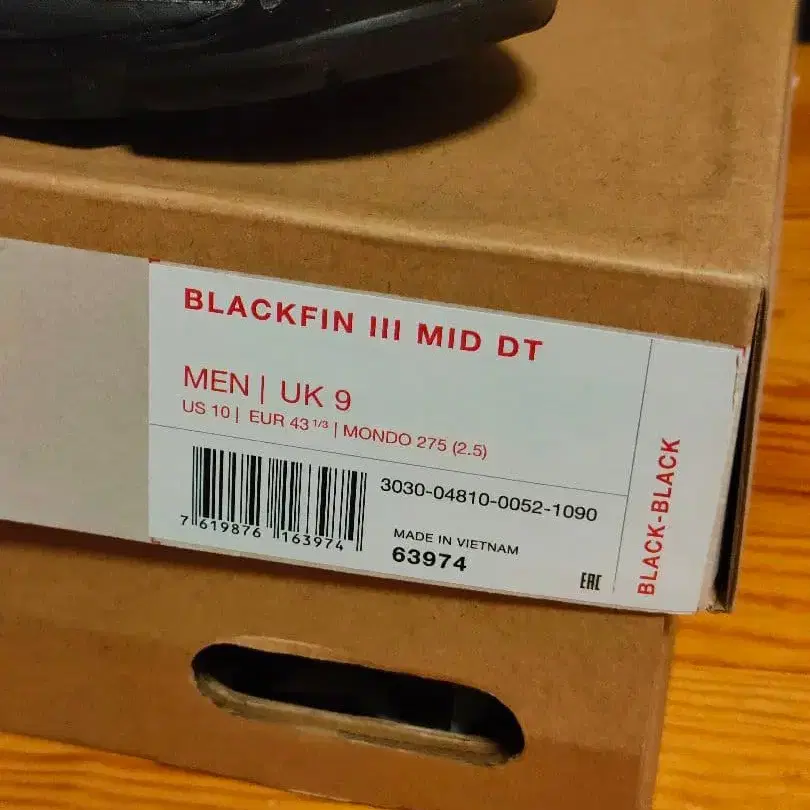 BLACKFIN III MID DT
MEN | UK 9
US 10 | EUR 43 1/3 | MONDO 275 (2.5)
3030-04810-0052-1090
7 619876 163974
MADE IN VIETNAM
63974
EAC
BLACK-BLACK